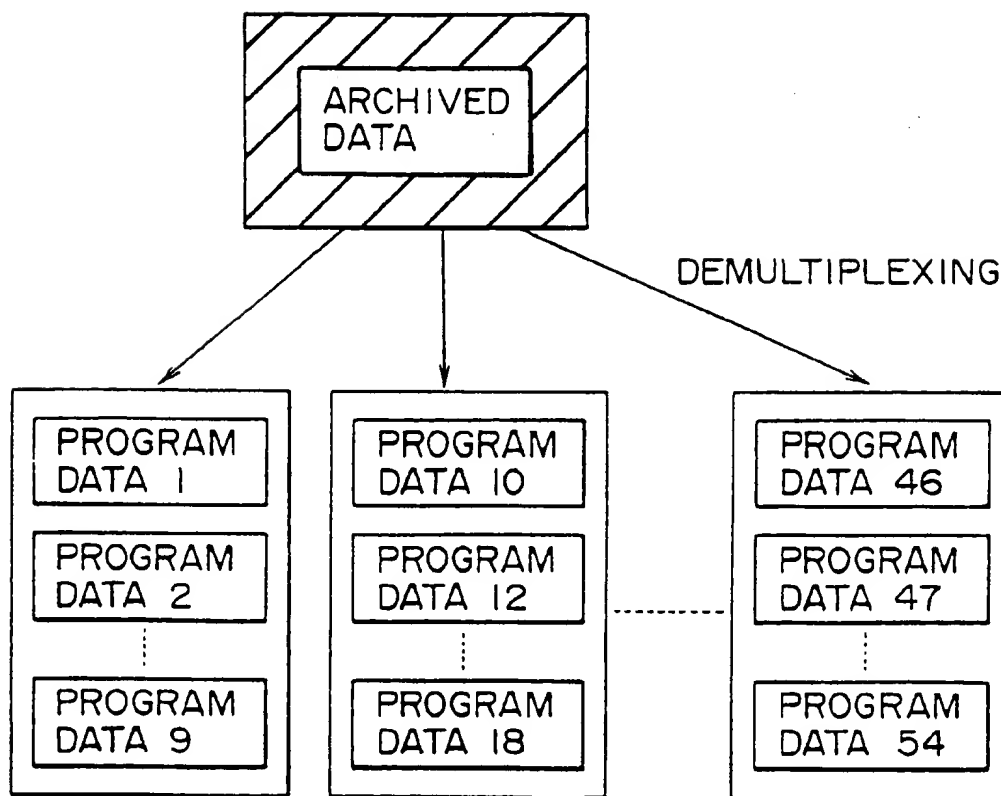 ARCHIVED
DATA
DEMULTIPLEXING
PROGRAM
DATA 1
PROGRAM
DATA 2
PROGRAM
DATA 9
PROGRAM
DATA 10
PROGRAM
DATA 12
PROGRAM
DATA 18
PROGRAM
DATA 46
PROGRAM
DATA 47
PROGRAM
DATA 54